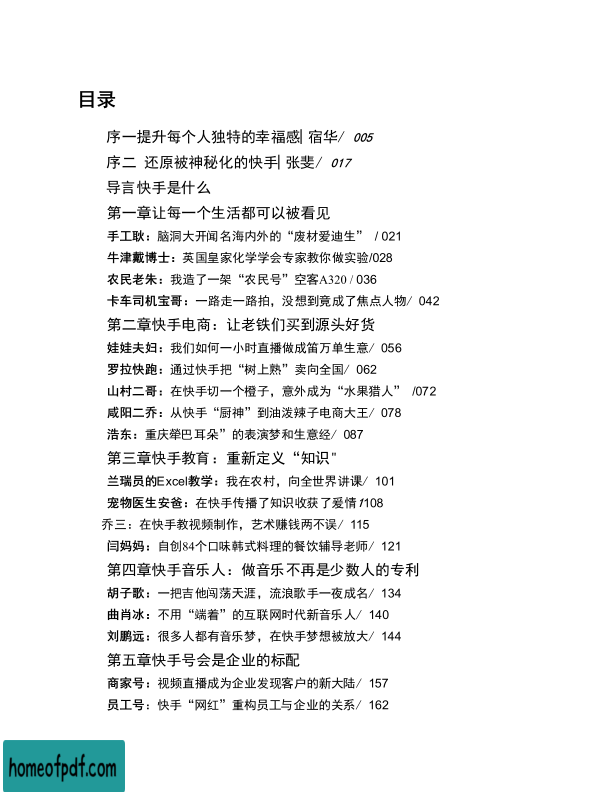 目录
序一提升每个人独特的幸福感| 宿华/ 005
序二 还原被神秘化的快手| 张斐/ 017
导言快手是什么
第一章让每一个生活都可以被看见
手工耿：脑洞大开闻名海内外的“废材爱迪生” / 021
牛津戴博士：英国皇家化学学会专家教你做实验/028
农民老朱：我造了一架“农民号”空客A320 / 036
卡车司机宝哥：一路走一路拍，没想到竟成了焦点人物/ 042
第二章快手电商：让老铁们买到源头好货
娃娃夫妇：我们如何一小时直播做成笛万单生意/ 056
罗拉快跑：通过快手把“树上熟”卖向全国/ 062
山村二哥：在快手切一个橙子，意外成为“水果猎人” /072
咸阳二乔：从快手“厨神”到油泼辣子电商大王/ 078
浩东：重庆犖巴耳朵”的表演梦和生意经/ 087
第三章快手教育：重新定义“知识"
兰瑞员的Excel教学：我在农村，向全世界讲课/ 101
宠物医生安爸：在快手传播了知识收获了爱情/108
乔三：在快手教视频制作，艺术赚钱两不误/ 115
闫妈妈：自创84个口味韩式料理的餐饮辅导老师/ 121
第四章快手音乐人：做音乐不再是少数人的专利
胡子歌：一把吉他闯荡天涯，流浪歌手一夜成名/ 134
曲肖冰：不用“端着”的互联网时代新音乐人/ 140
刘鹏远：很多人都有音乐梦，在快手梦想被放大/ 144
第五章快手号会是企业的标配
商家号：视频直播成为企业发现客户的新大陆/ 157
员工号：快手“网红”重构员工与企业的关系/ 162
homeofpdf.com